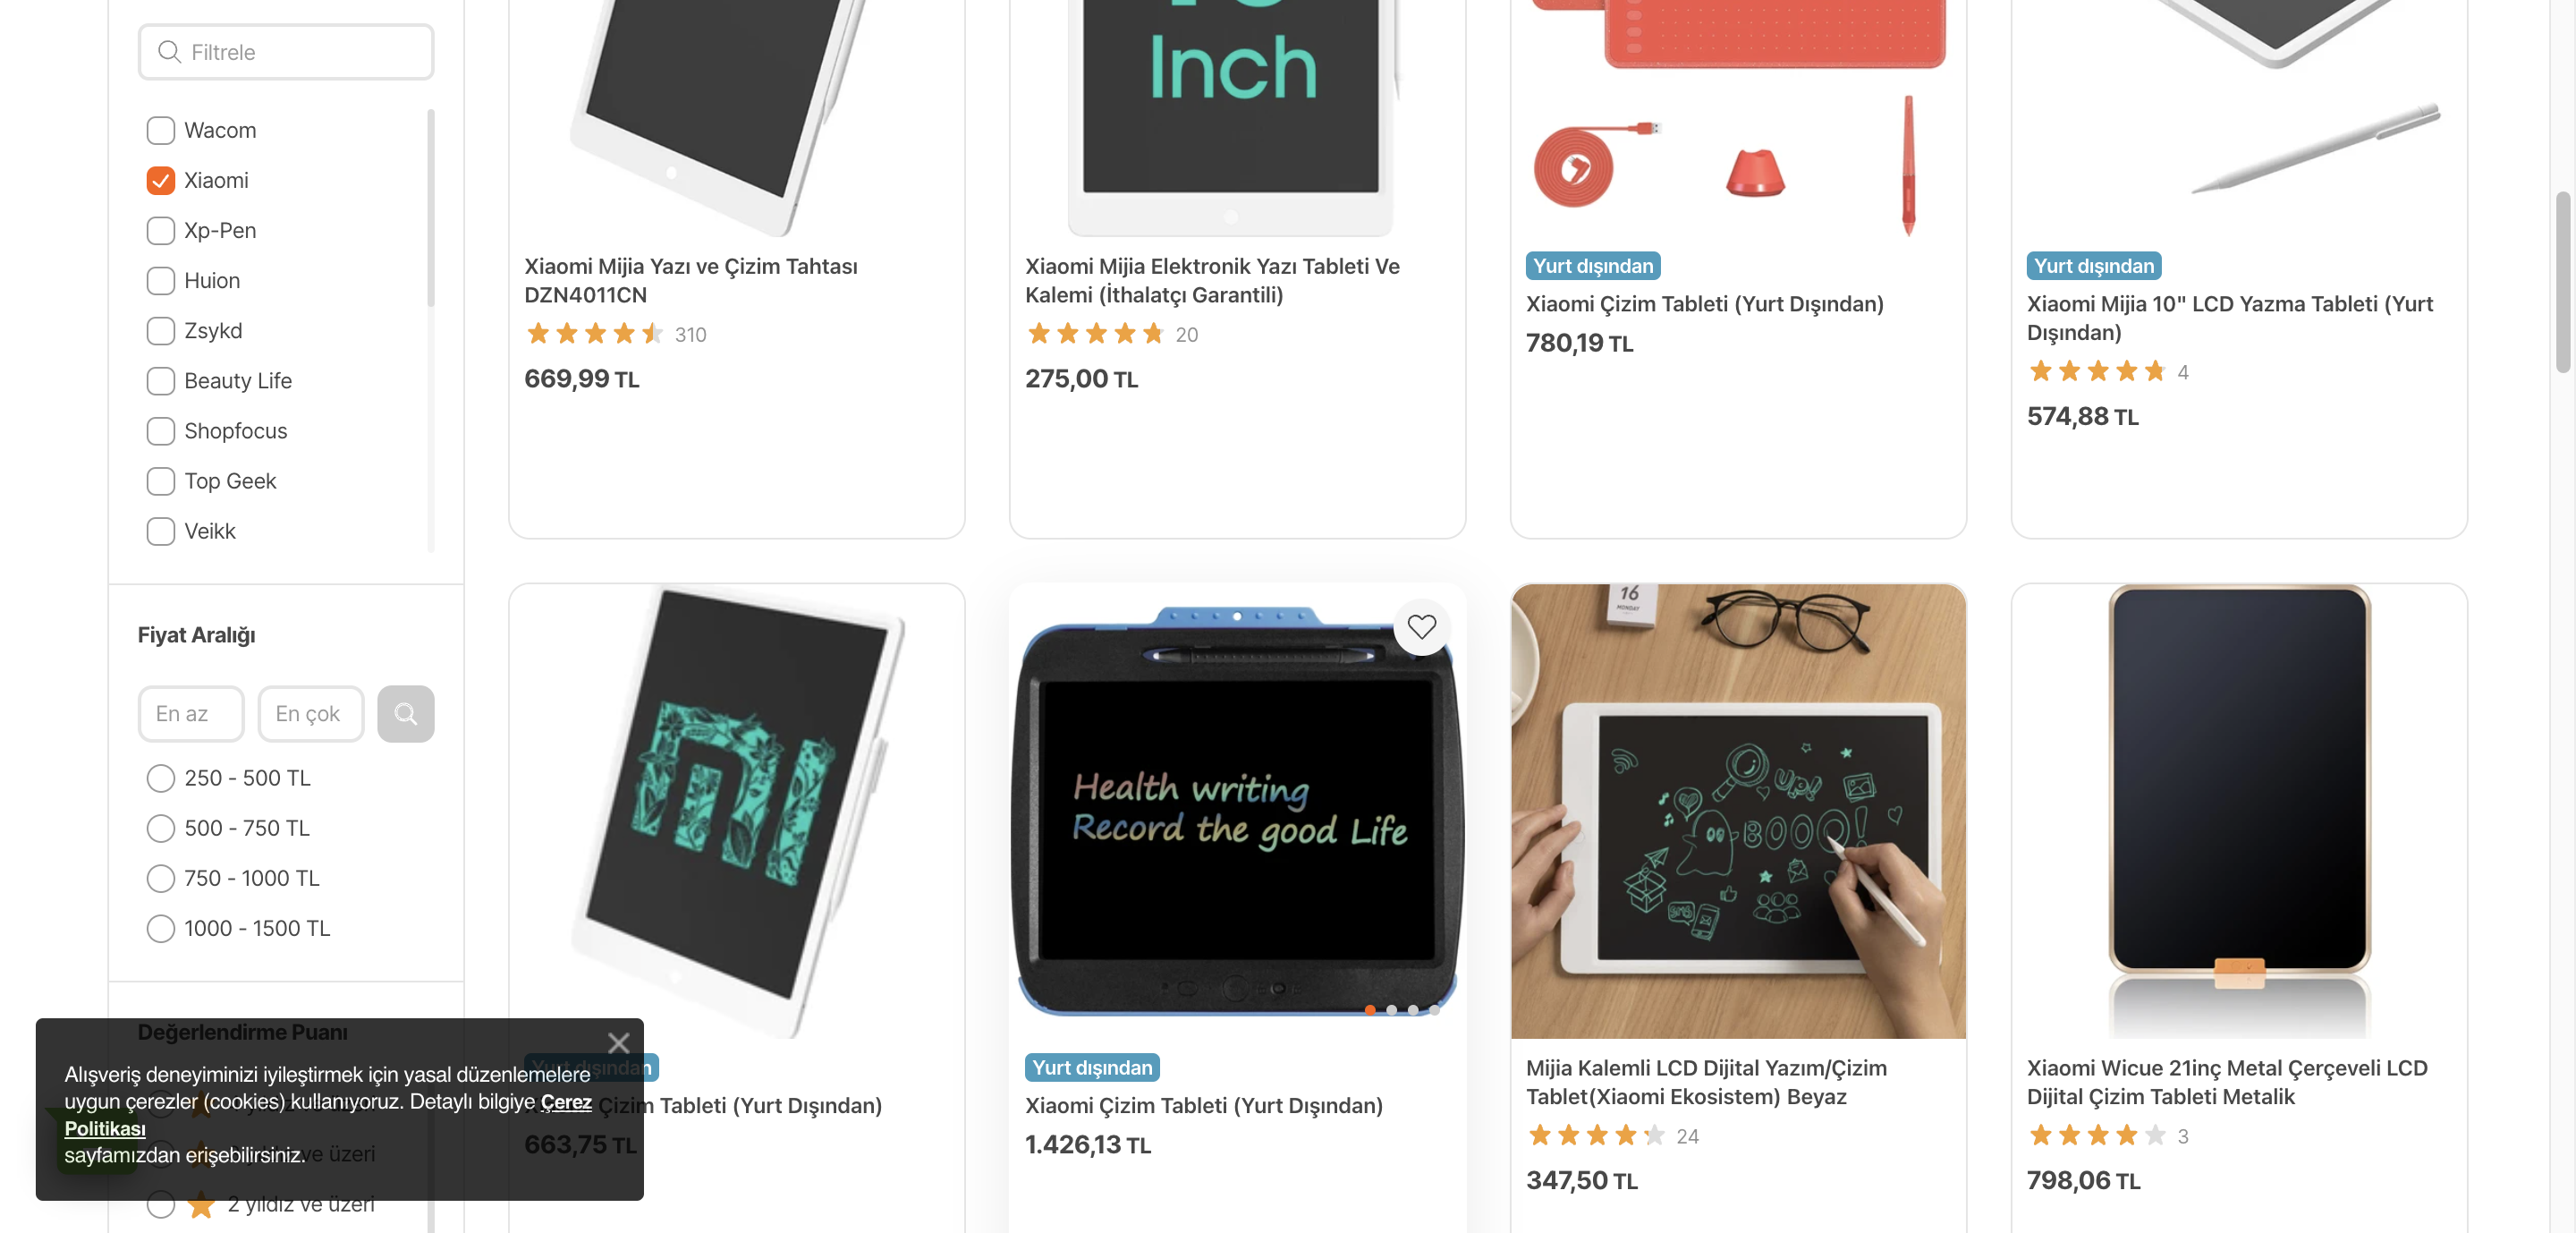 Filtrele
Wacom
Xiaomi
Xp-Pen
Huion
Zsykd
Beauty Life
Shopfocus
Top Geek
Veikk
Fiyat Aralığı
En az
En çok
250 - 500 TL
500 - 750 TL
750 - 1000 TL
1000 - 1500 TL
Değerlendirme Puanı
Alışveriş deneyiminizi iyileştirmek için yasal düzenlemelere
uygun çerezler (cookies) kullanıyoruz. Detaylı bilgiye Çerez
Politikası
sayfamızdan erişebilirsiniz.
2 yıldız ve üzeri
Inch
Xiaomi Mijia Yazı ve Çizim Tahtası
DZN4011CN
310
669,99 TL
Xiaomi Mijia Elektronik Yazı Tableti Ve
Kalemi (İthalatçı Garantili)
20
275,00 TL
Yurt dışından
Xiaomi Çizim Tableti (Yurt Dışından)
780,19 TL
Yurt dışından
Xiaomi Mijia 10" LCD Yazma Tableti (Yurt
Dışından)
4
574,88 TL
Yurt dışından
Çizim Tableti (Yurt Dışından)
663,75 TL
Health writing
Record the good Life
Yurt dışından
Xiaomi Çizim Tableti (Yurt Dışından)
1.426,13 TL
16
MONDAY
up!
BOOO!
Mijia Kalemli LCD Dijital Yazım/Çizim
Tablet(Xiaomi Ekosistem) Beyaz
24
347,50 TL
Xiaomi Wicue 21inç Metal Çerçeveli LCD
Dijital Çizim Tableti Metalik
3
798,06 TL